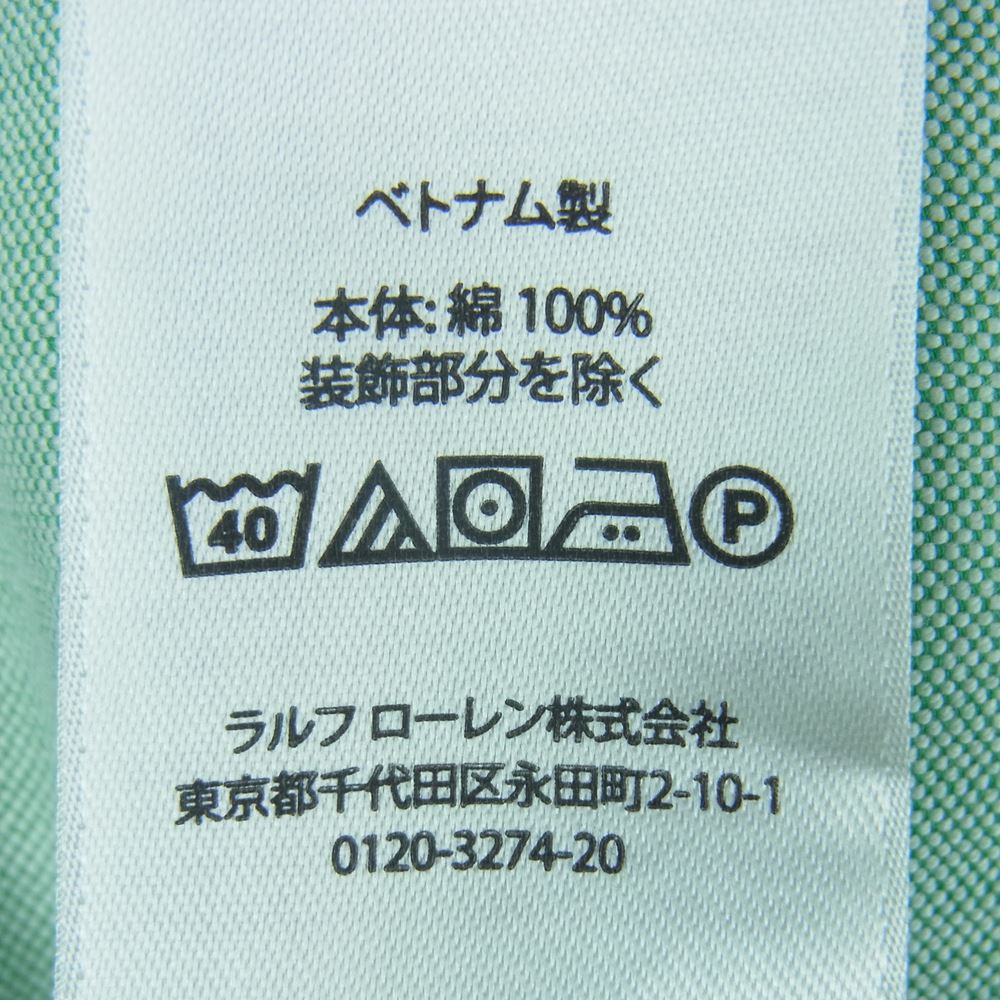 ベトナム製
本体: 綿 100%
装飾部分を除く
40 P
ラルフ ローレン株式会社
東京都千代田区永田町2-10-1
0120-3274-20